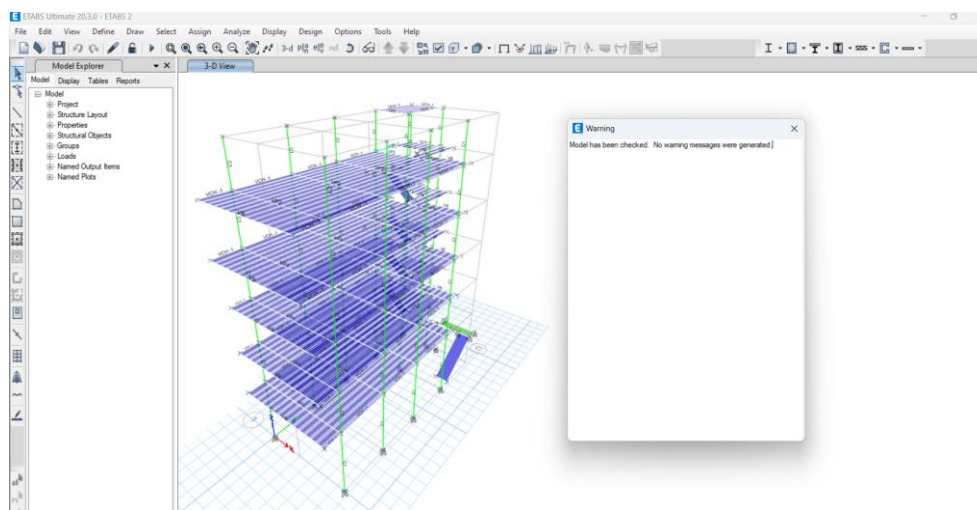 ETABS Ultimate 20.3.0 - ETABS 2
File Edit View Define Draw Select Assign Analyze Display Design Options Tools Help
3-d
Model Explorer
3-D View
Model Display Tables Reports
Model
Project
Structure Layout
Properties
Structural Objects
Groups
Loads
Named Output Items
Named Plots
Warning
Model has been checked. No warning messages were generated.